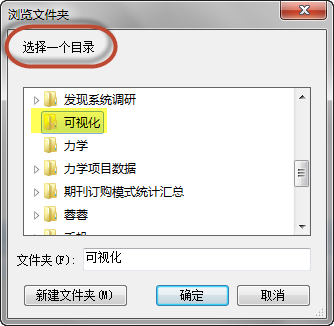 浏览文件夹
选择一个目录
发现系统调研
可视化
力学
力学项目数据
期刊订购模式统计汇总
蓉蓉
文件夹(F): 可视化
新建文件夹(M) 确定 取消